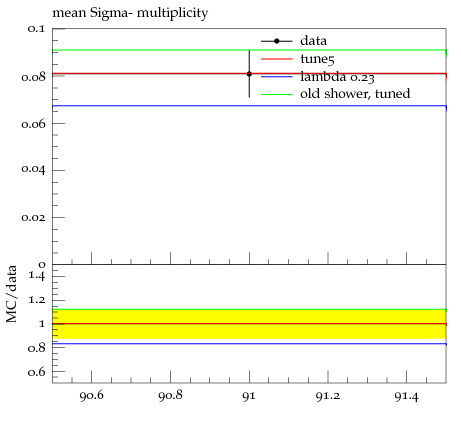 mean Sigma- multiplicity
0.1
0.08
0.06
0.04
0.02
0
data
tune5
lambda 0.23
old shower, tuned
MC/data
1.4
1.2
1
0.8
0.6
90.6 90.8 91 91.2 91.4